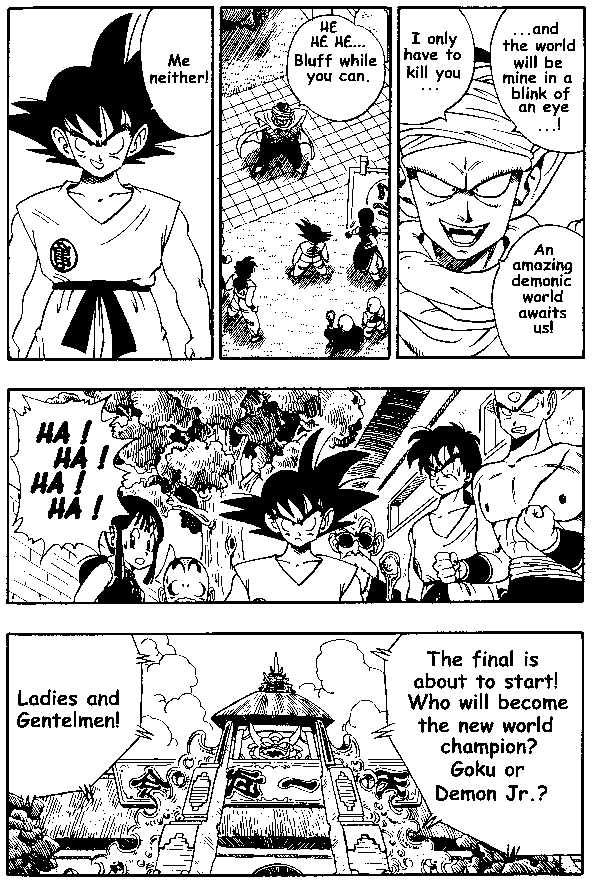 Me
neither!
HE
HE HE...
Bluff while
you can.
I only
have to
kill you
...
...and
the world
will be
mine in a
blink of
an eye
...!
An
amazing
demonic
world
awaits
us!
HA!
HA!
HA!
HA!
Ladies and
Gentelmen!
The final is
about to start!
Who will become
the new world
champion?
Goku or
Demon Jr.?